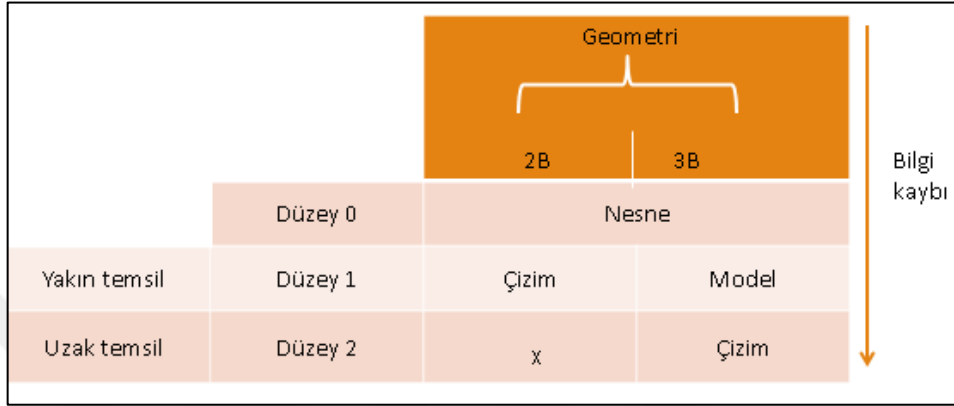 Geometri
2B 3B
Bilgi
kaybı
Düzey 0 Nesne
Yakın temsil Düzey 1 Çizim Model
Uzak temsil Düzey 2 x Çizim